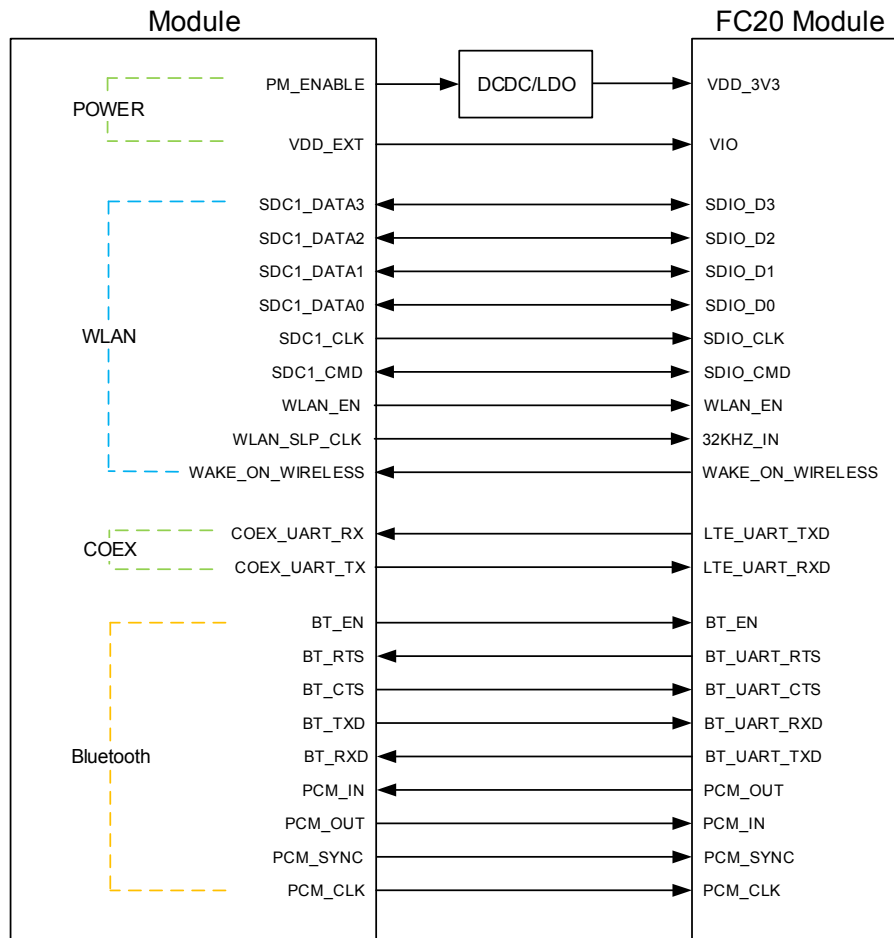 Module FC20 Module
PM_ENABLE DCDC/LDO VDD_3V3
POWER
VDD_EXT VIO
SDC1_DATA3 SDIO_D3
SDC1_DATA2 SDIO_D2
SDC1_DATA1 SDIO_D1
SDC1_DATA0 SDIO_D0
WLAN SDC1_CLK SDIO_CLK
SDC1_CMD SDIO_CMD
WLAN_EN WLAN_EN
WLAN_SLP_CLK 32KHZ_IN
WAKE_ON_WIRELESS WAKE_ON_WIRELESS
COEX_UART_RX LTE_UART_TXD
COEX
COEX_UART_TX LTE_UART_RXD
BT_EN BT_EN
BT_RTS BT_UART_RTS
BT_CTS BT_UART_CTS
BT_TXD BT_UART_RXD
Bluetooth BT_RXD BT_UART_TXD
PCM_IN PCM_OUT
PCM_OUT PCM_IN
PCM_SYNC PCM_SYNC
PCM_CLK PCM_CLK